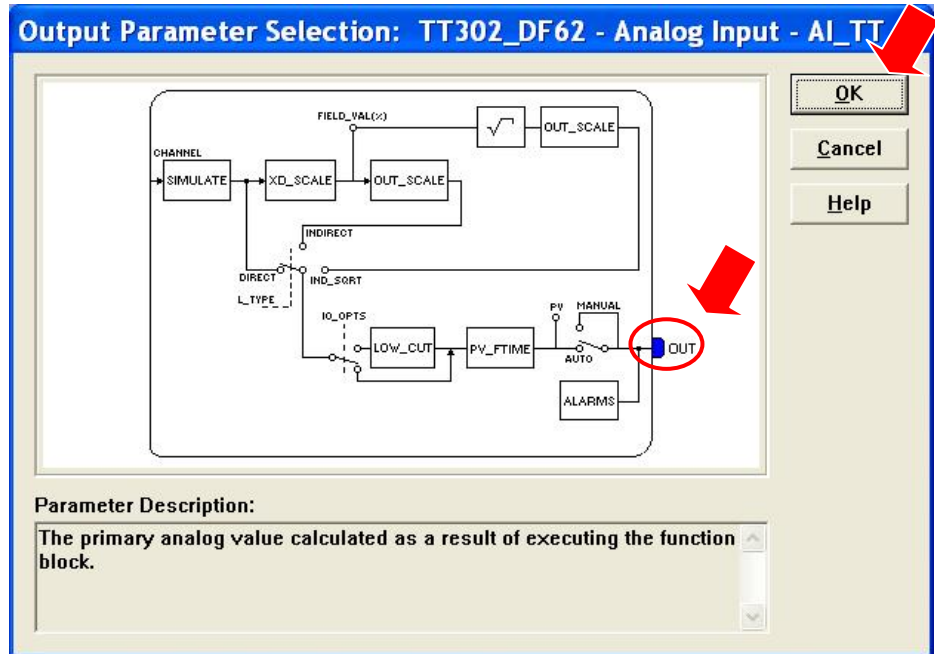 Output Parameter Selection: TT302_DF62 - Analog Input - AI_TT
OK
Cancel
Help
FIELD_VAL(%)
√
OUT_SCALE
CHANNEL
SIMULATE
XD_SCALE
OUT_SCALE
INDIRECT
DIRECT
IND_SQRT
L_TYPE
IO_OPTS
LOW_CUT
PV_FTIME
PV
MANUAL
AUTO
OUT
ALARMS
Parameter Description:
The primary analog value calculated as a result of executing the function
block.